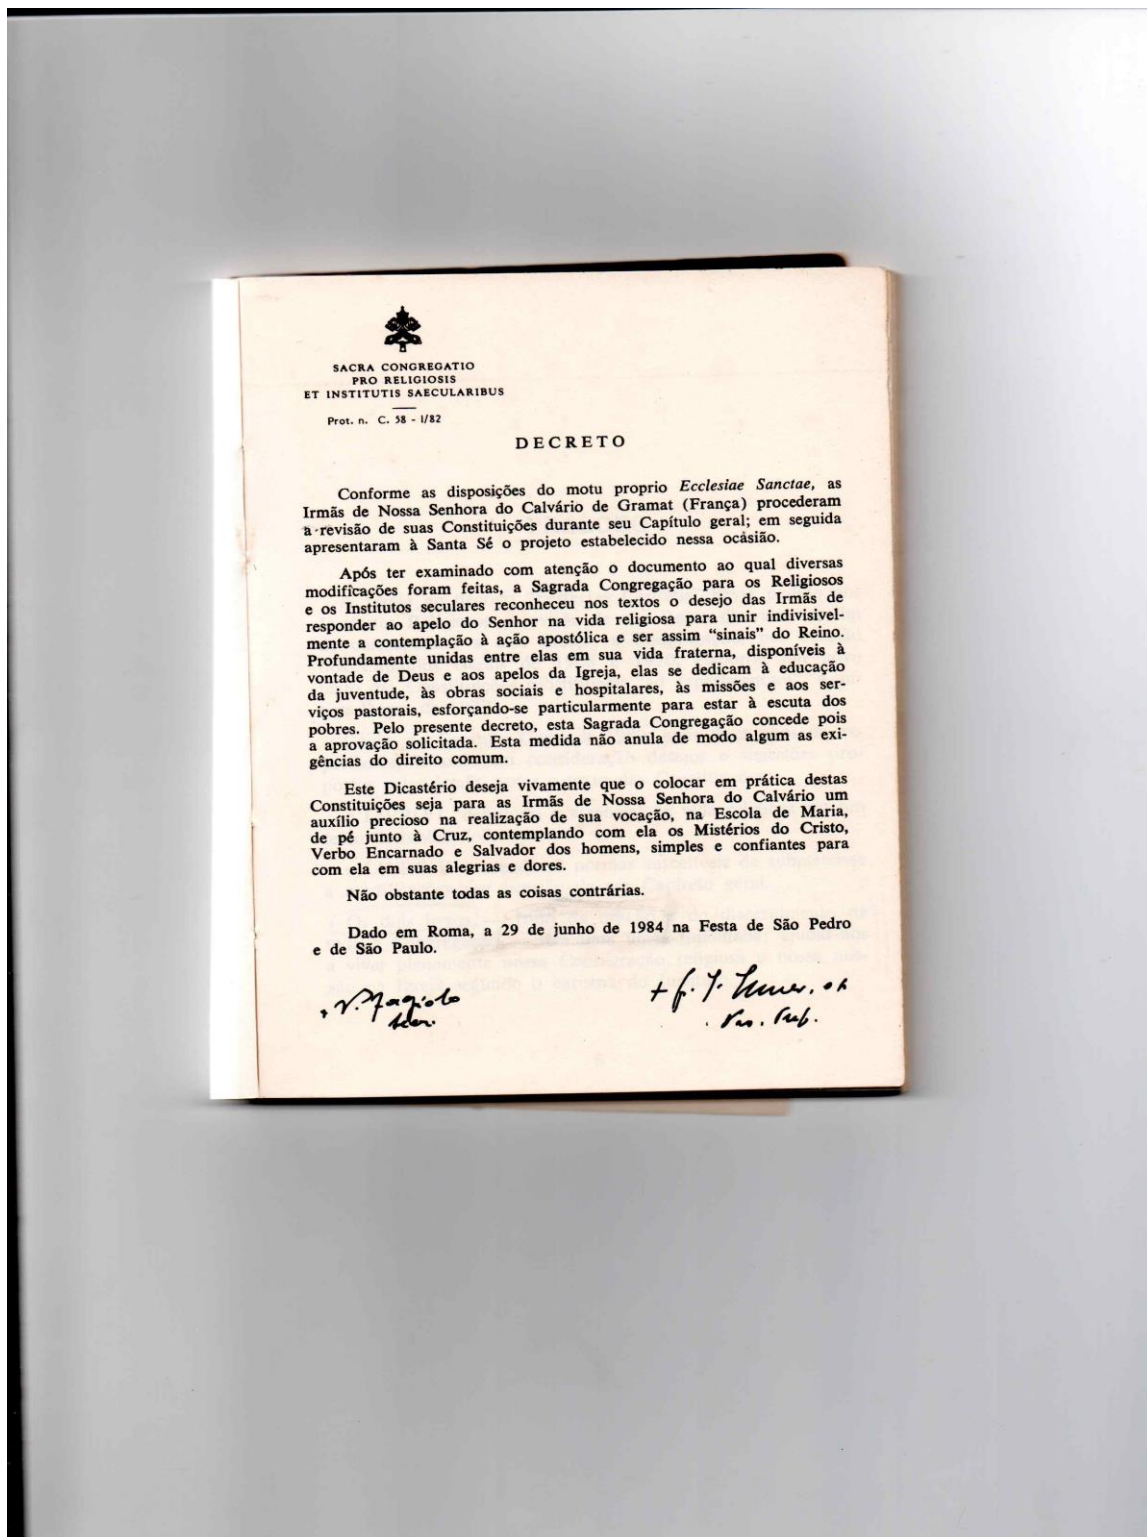 SACRA CONGREGATIO
PRO RELIGIOSIS
ET INSTITUTIS SAECULARIBUS
Prot. n. C. 58 - 1/82
DECRETO
Conforme as disposições do motu proprio Ecclesiae Sanctae, as
Irmãs de Nossa Senhora do Calvário de Gramat (França) procederam
a revisão de suas Constituições durante seu Capítulo geral; em seguida
apresentaram à Santa Sé o projeto estabelecido nessa ocásião.
Após ter examinado com atenção o documento ao qual diversas
modificações foram feitas, a Sagrada Congregação para os Religiosos
e os Institutos seculares reconheceu nos textos o desejo das Irmãs de
responder ao apelo do Senhor na vida religiosa para unir indivisivel-
mente a contemplação à ação apostólica e ser assim “sinais” do Reino.
Profundamente unidas entre elas em sua vida fraterna, disponíveis à
vontade de Deus e aos apelos da Igreja, elas se dedicam à educação
da juventude, às obras sociais e hospitalares, às missões e aos ser-
viços pastorais, esforçando-se particularmente para estar à escuta dos
pobres. Pelo presente decreto, esta Sagrada Congregação concede pois
a aprovação solicitada. Esta medida não anula de modo algum as exi-
gências do direito comum.
Este Dicastério deseja vivamente que o colocar em prática destas
Constituições seja para as Irmãs de Nossa Senhora do Calvário um
auxílio precioso na realização de sua vocação, na Escola de Maria,
de pé junto à Cruz, contemplando com ela os Mistérios do Cristo,
Verbo Encarnado e Salvador dos homens, simples e confiantes para
com ela em suas alegrias e dores.
Não obstante todas as coisas contrárias.
Dado em Roma, a 29 de junho de 1984 na Festa de São Pedro
e de São Paulo.
V. Fagiolo